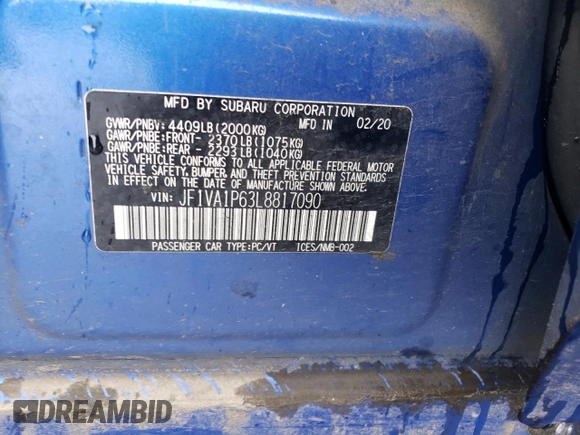 MFD BY SUBARU CORPORATION
GVWR/PNBV: 4409LB(2000KG) MFD IN 02/20
GAWR/PNBE:FRONT- 2370LB(1075KG)
GAWR/PNBE:REAR - 2293LB(1040KG)
THIS VEHICLE CONFORMS TO ALL APPLICABLE FEDERAL MOTOR
VEHICLE SAFETY, BUMPER, AND THEFT PREVENTION STANDARDS
IN EFFECT ON THE DATE OF MANUFACTURE SHOWN ABOVE.
VIN: JF1VA1P63L8817090
PASSENGER CAR TYPE:PC/VT ICES/NMB-002
DREAMBID